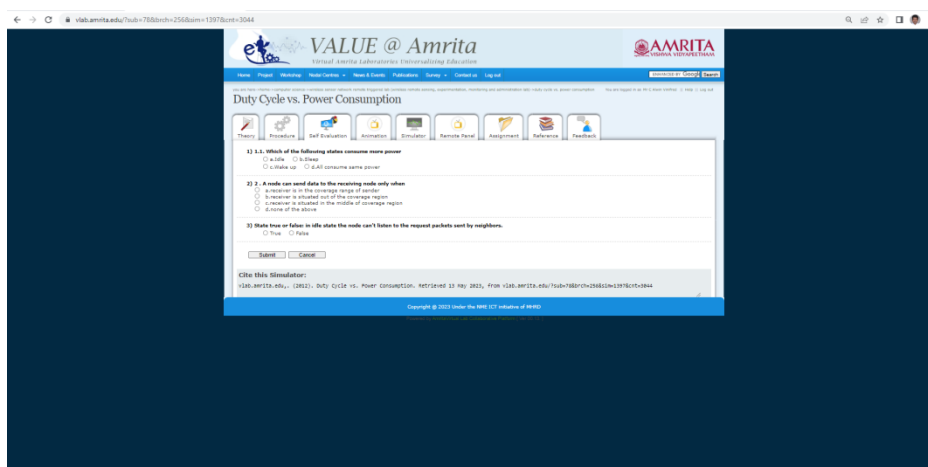 vlab.amrita.edu/?sub=78&brch=256&sim=1397&cnt=3044
VALUE @ Amrita
Virtual Amrita Laboratories Universalizing Education
AMRITA
VISHWA VIDYAPEETHAM
Home Project Workshop Nodal Centres News & Events Publications Survey Contact us Log out
ENHANCED BY Google Search
Duty Cycle vs. Power Consumption
Theory Procedure Self Evaluation Animation Simulator Remote Panel Assignment Reference Feedback
1) 1.1. Which of the following states consume more power
a.Idle b.Sleep
c.Wake up d.All consume same power
2) 2 . A node can send data to the receiving node only when
a.receiver is in the coverage range of sender
b.receiver is situated out of the coverage region
c.receiver is situated in the middle of coverage region
d.none of the above
3) State true or false: in idle state the node can't listen to the request packets sent by neighbors.
True False
Submit Cancel
Cite this Simulator:
vlab.amrita.edu,. (2012). Duty Cycle vs. Power Consumption. Retrieved 13 May 2023, from vlab.amrita.edu/?sub=78&brch=256&sim=1397&cnt=3044
Copyright @ 2023 Under the NME ICT initiative of MHRD